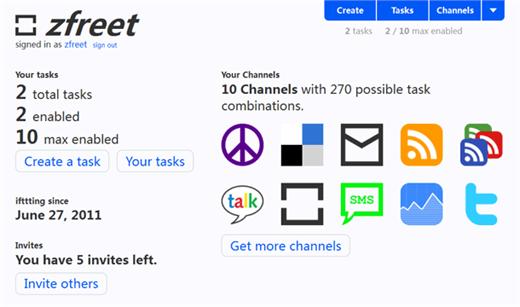 zfreet
signed in as zfreet sign out
Create Tasks Channels
2 tasks 2 / 10 max enabled
Your tasks
2 total tasks
2 enabled
10 max enabled
Create a task Your tasks
ifttting since
June 27, 2011
Invites
You have 5 invites left.
Invite others
Your Channels
10 Channels with 270 possible task
combinations.
talk
SMS
Get more channels